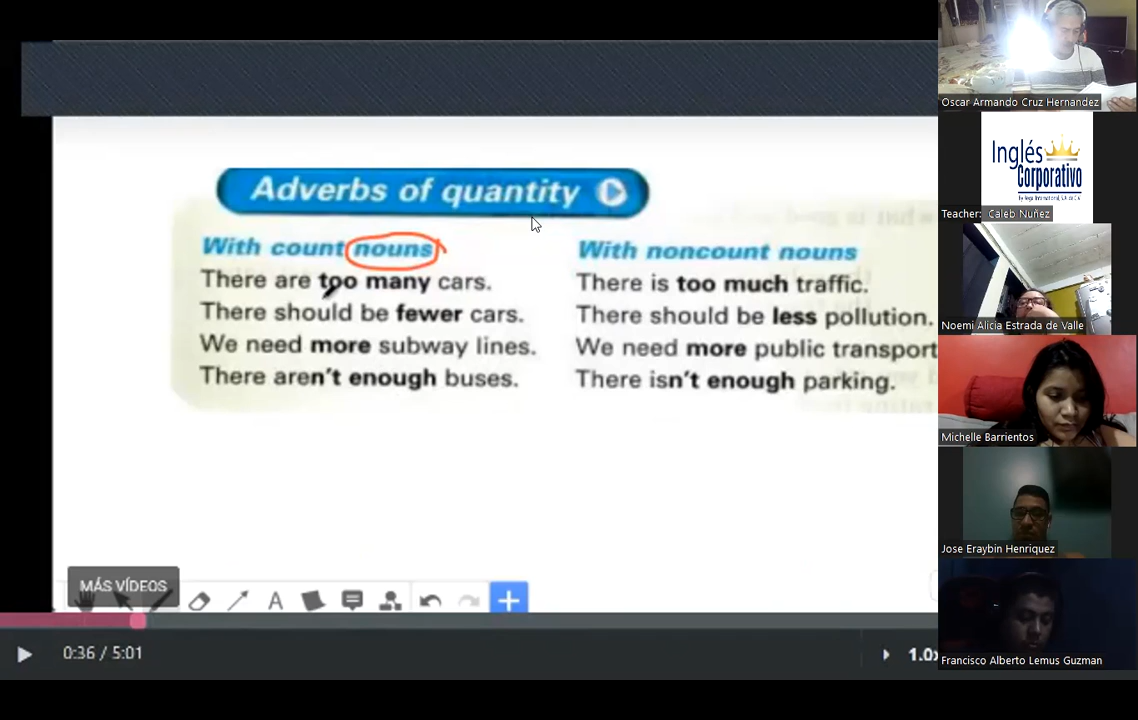 Adverbs of quantity
With count nouns
There are too many cars.
There should be fewer cars.
We need more subway lines.
There aren't enough buses.
With noncount nouns
There is too much traffic.
There should be less pollution.
We need more public transport
There isn't enough parking.
MÁS VÍDEOS
A
0:36 / 5:01
1.0x
Oscar Armando Cruz Hernandez
Inglés
Corporativo
Teacher: Caleb Nuñez
Noemi Alicia Estrada de Valle
Michelle Barrientos
Jose Eraybin Henriquez
Francisco Alberto Lemus Guzman